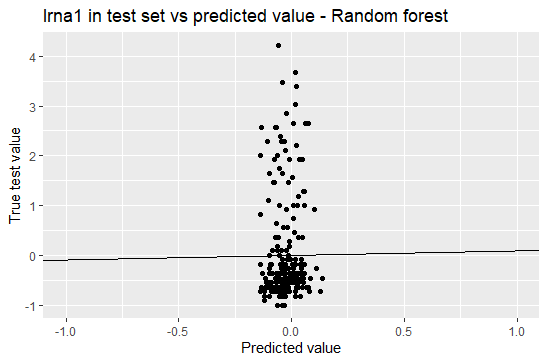 lrna1 in test set vs predicted value - Random forest
4
3
2
1
0
-1
True test value
-1.0 -0.5 0.0 0.5 1.0
Predicted value